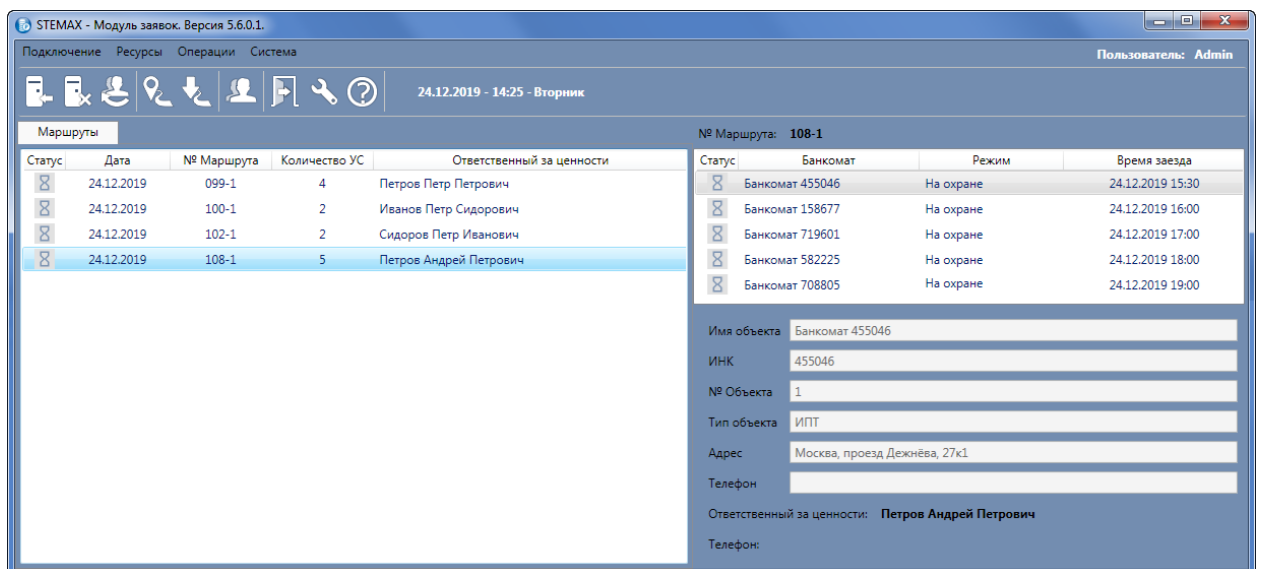 STEMAX - Модуль заявок. Версия 5.6.0.1.
Подключение Ресурсы Операции Система
Пользователь: Admin
24.12.2019 - 14:25 - Вторник
Маршруты
Статус Дата № Маршрута Количество УС Ответственный за ценности
24.12.2019 099-1 4 Петров Петр Петрович
24.12.2019 100-1 2 Иванов Петр Сидорович
24.12.2019 102-1 2 Сидоров Петр Иванович
24.12.2019 108-1 5 Петров Андрей Петрович
№ Маршрута: 108-1
Статус Банкомат Режим Время заезда
Банкомат 455046 На охране 24.12.2019 15:30
Банкомат 158677 На охране 24.12.2019 16:00
Банкомат 719601 На охране 24.12.2019 17:00
Банкомат 582225 На охране 24.12.2019 18:00
Банкомат 708805 На охране 24.12.2019 19:00
Имя объекта Банкомат 455046
ИНК 455046
№ Объекта 1
Тип объекта ИПТ
Адрес Москва, проезд Дежнёва, 27к1
Телефон
Ответственный за ценности: Петров Андрей Петрович
Телефон: